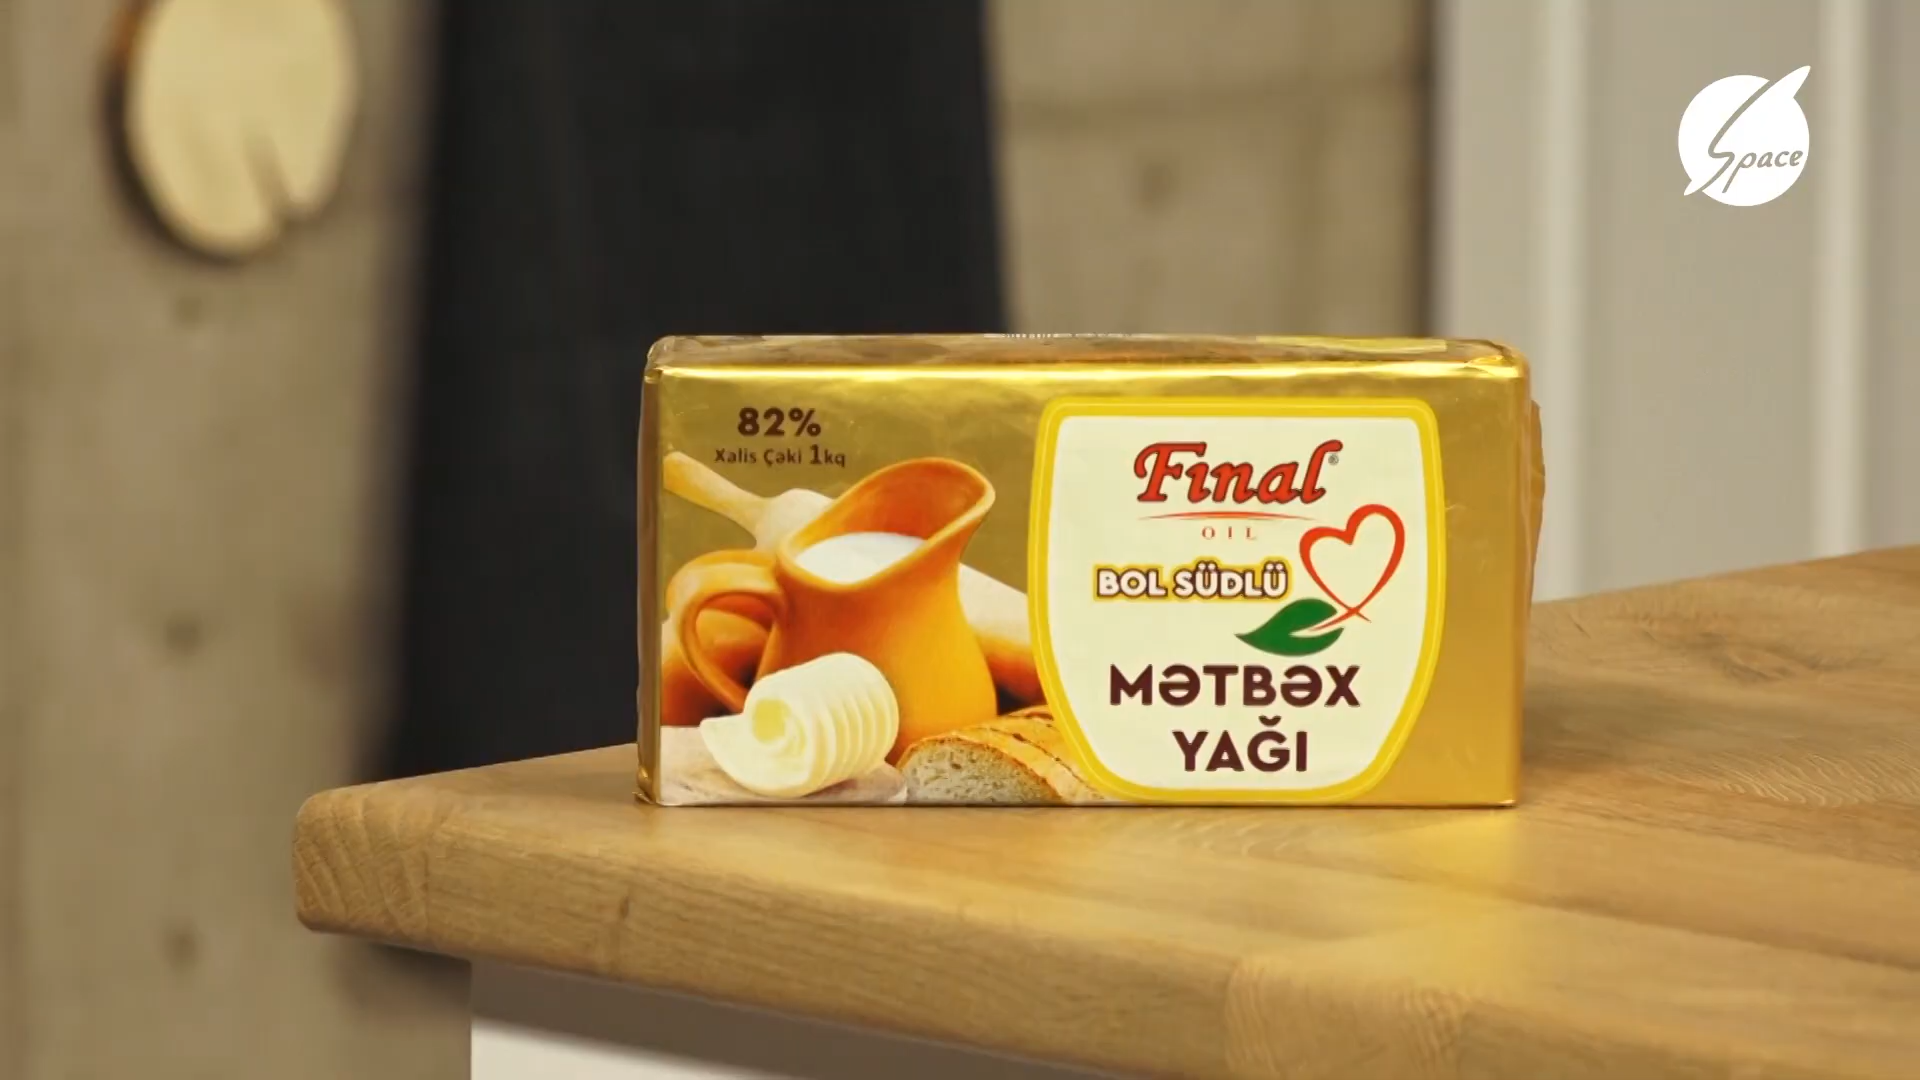 Space
82%
Xalis Çəki 1kq
Final®
OIL
BOL SÜDLÜ
MƏTBƏX
YAĞI